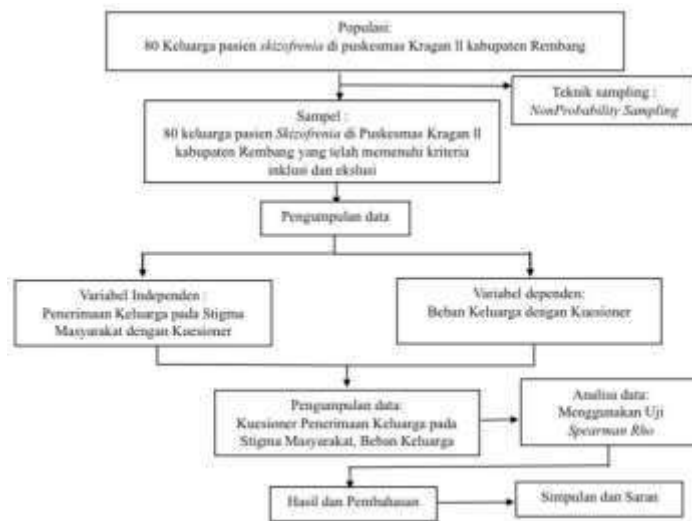 Populasi:
80 Keluarga pasien skizofrenia di puskesmas Kragan II kabupaten Rembang
Teknik sampling :
NonProbability Sampling
Sampel :
80 keluarga pasien Skizofrenia di Puskesmas Kragan II
kabupaten Rembang yang telah memenuhi kriteria
inklusi dan ekslusi
Pengumpulan data
Variabel Independen :
Penerimaan Keluarga pada Stigma
Masyarakat dengan Kuesioner
Variabel dependen:
Beban Keluarga dengan Kuesioner
Pengumpulan data:
Kuesioner Penerimaan Keluarga pada
Stigma Masyarakat, Beban Keluarga
Analisa data:
Menggunakan Uji
Spearman Rho
Hasil dan Pembahasan
Simpulan dan Saran